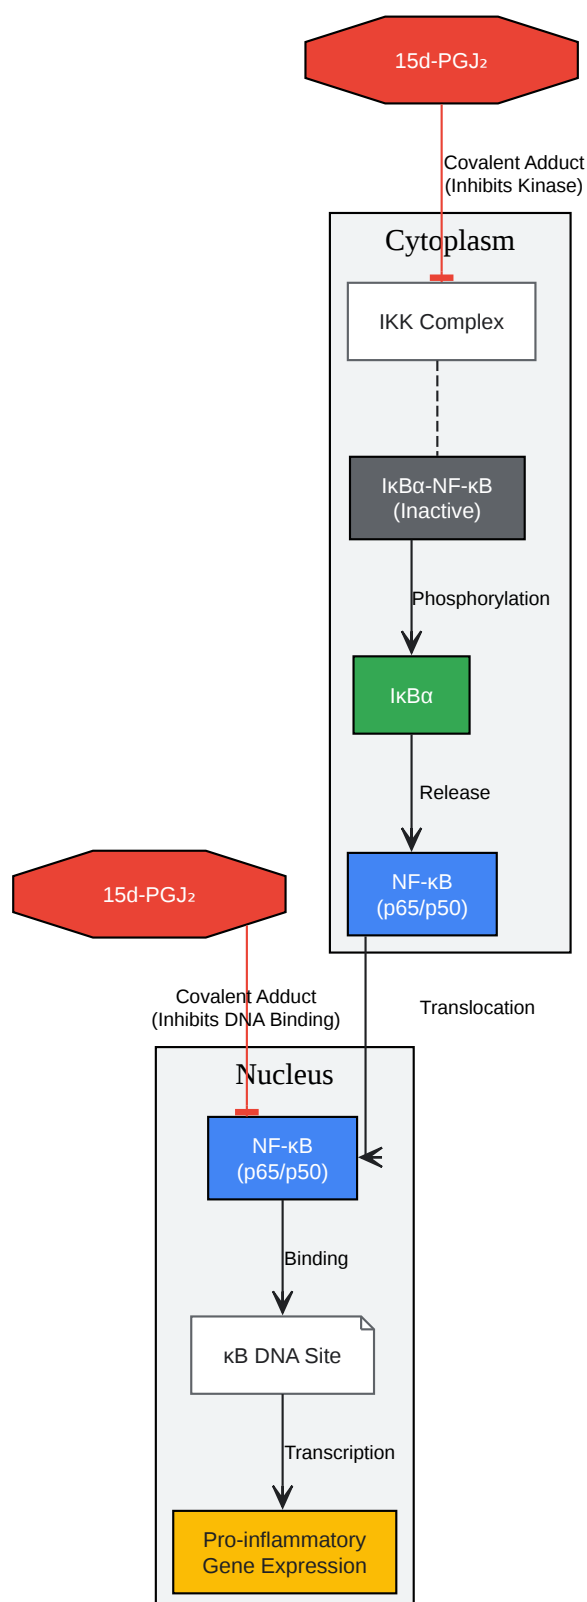 15d-PGJ₂
Covalent Adduct
(Inhibits Kinase)
Cytoplasm
IKK Complex
IκBα-NF-κB
(Inactive)
Phosphorylation
IκBα
Release
NF-κB
(p65/p50)
15d-PGJ₂
Covalent Adduct
(Inhibits DNA Binding)
Translocation
Nucleus
NF-κB
(p65/p50)
Binding
κB DNA Site
Transcription
Pro-inflammatory
Gene Expression